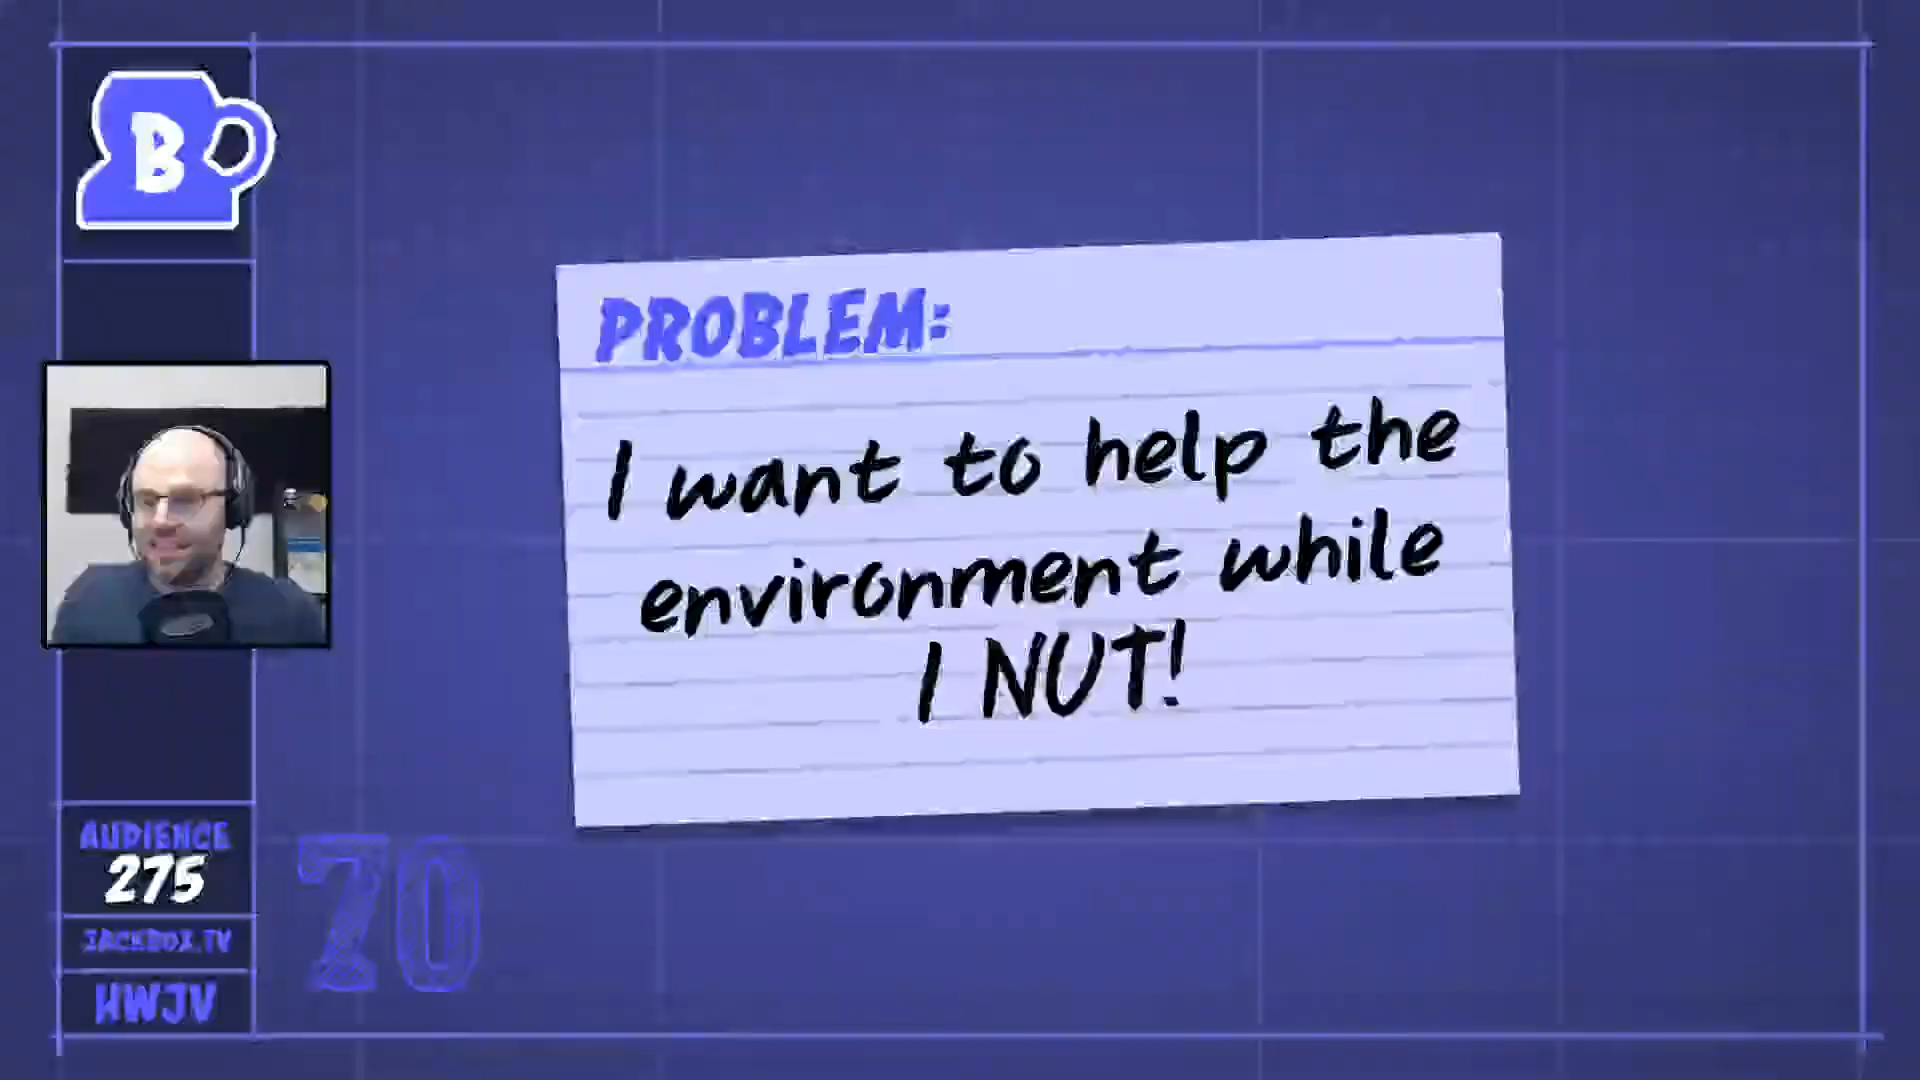 B
PROBLEM:
I want to help the
environment while
I NUT!
AUDIENCE
275
JACKBOX.TV
HWJV
70